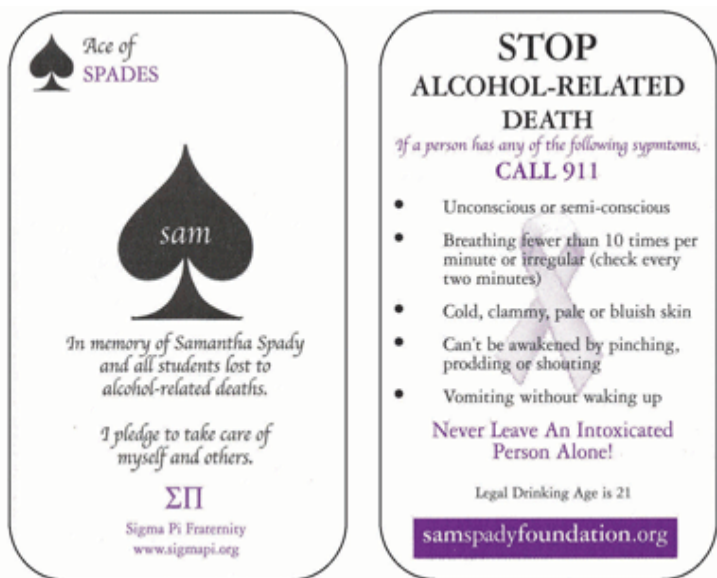 Ace of
SPADES
sam
In memory of Samantha Spady
and all students lost to
alcohol-related deaths.
I pledge to take care of
myself and others.
ΣΠ
Sigma Pi Fraternity
www.sigmapi.org
STOP
ALCOHOL-RELATED
DEATH
If a person has any of the following sypmtoms,
CALL 911
• Unconscious or semi-conscious
• Breathing fewer than 10 times per
minute or irregular (check every
two minutes)
• Cold, clammy, pale or bluish skin
• Can't be awakened by pinching,
prodding or shouting
• Vomiting without waking up
Never Leave An Intoxicated
Person Alone!
Legal Drinking Age is 21
samspadyfoundation.org